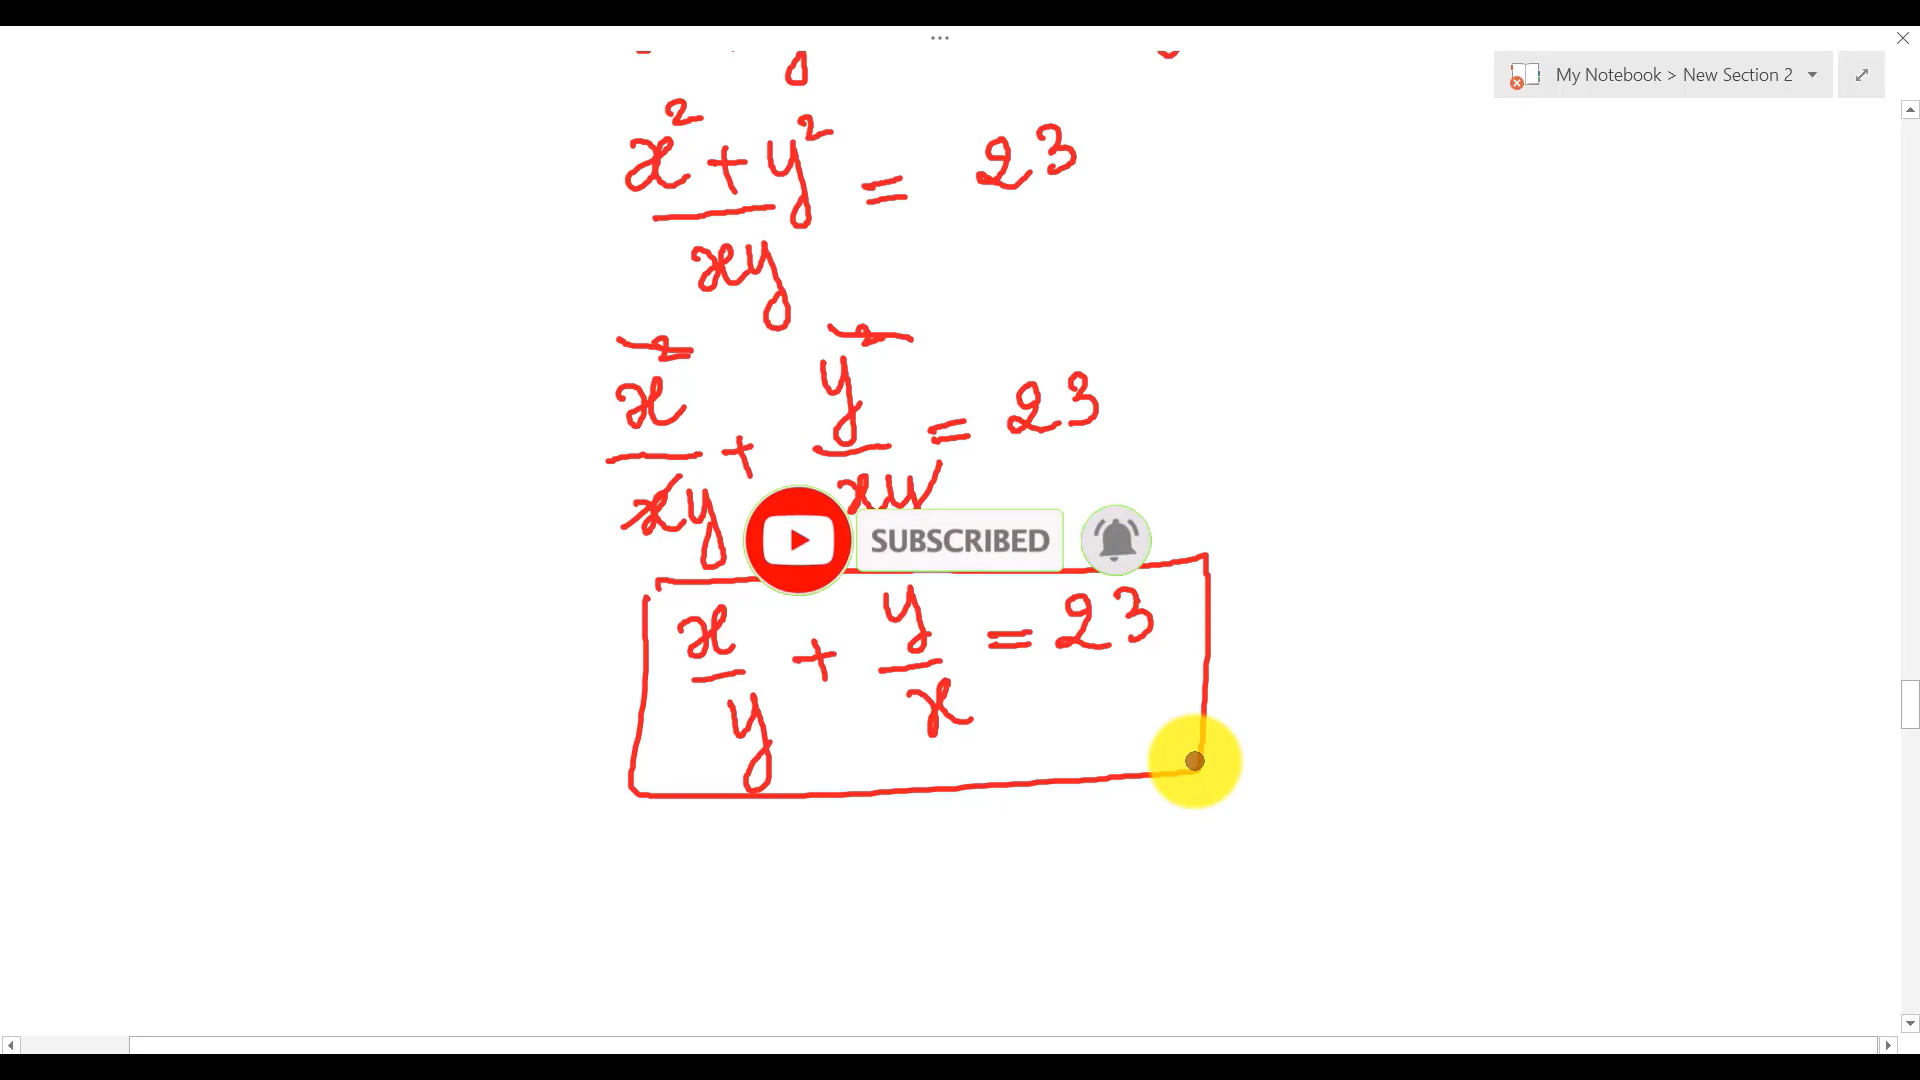 My Notebook > New Section 2
x² + y² = 23
xy
x² + y² = 23
xy xy
SUBSCRIBED
x + y = 23
y x